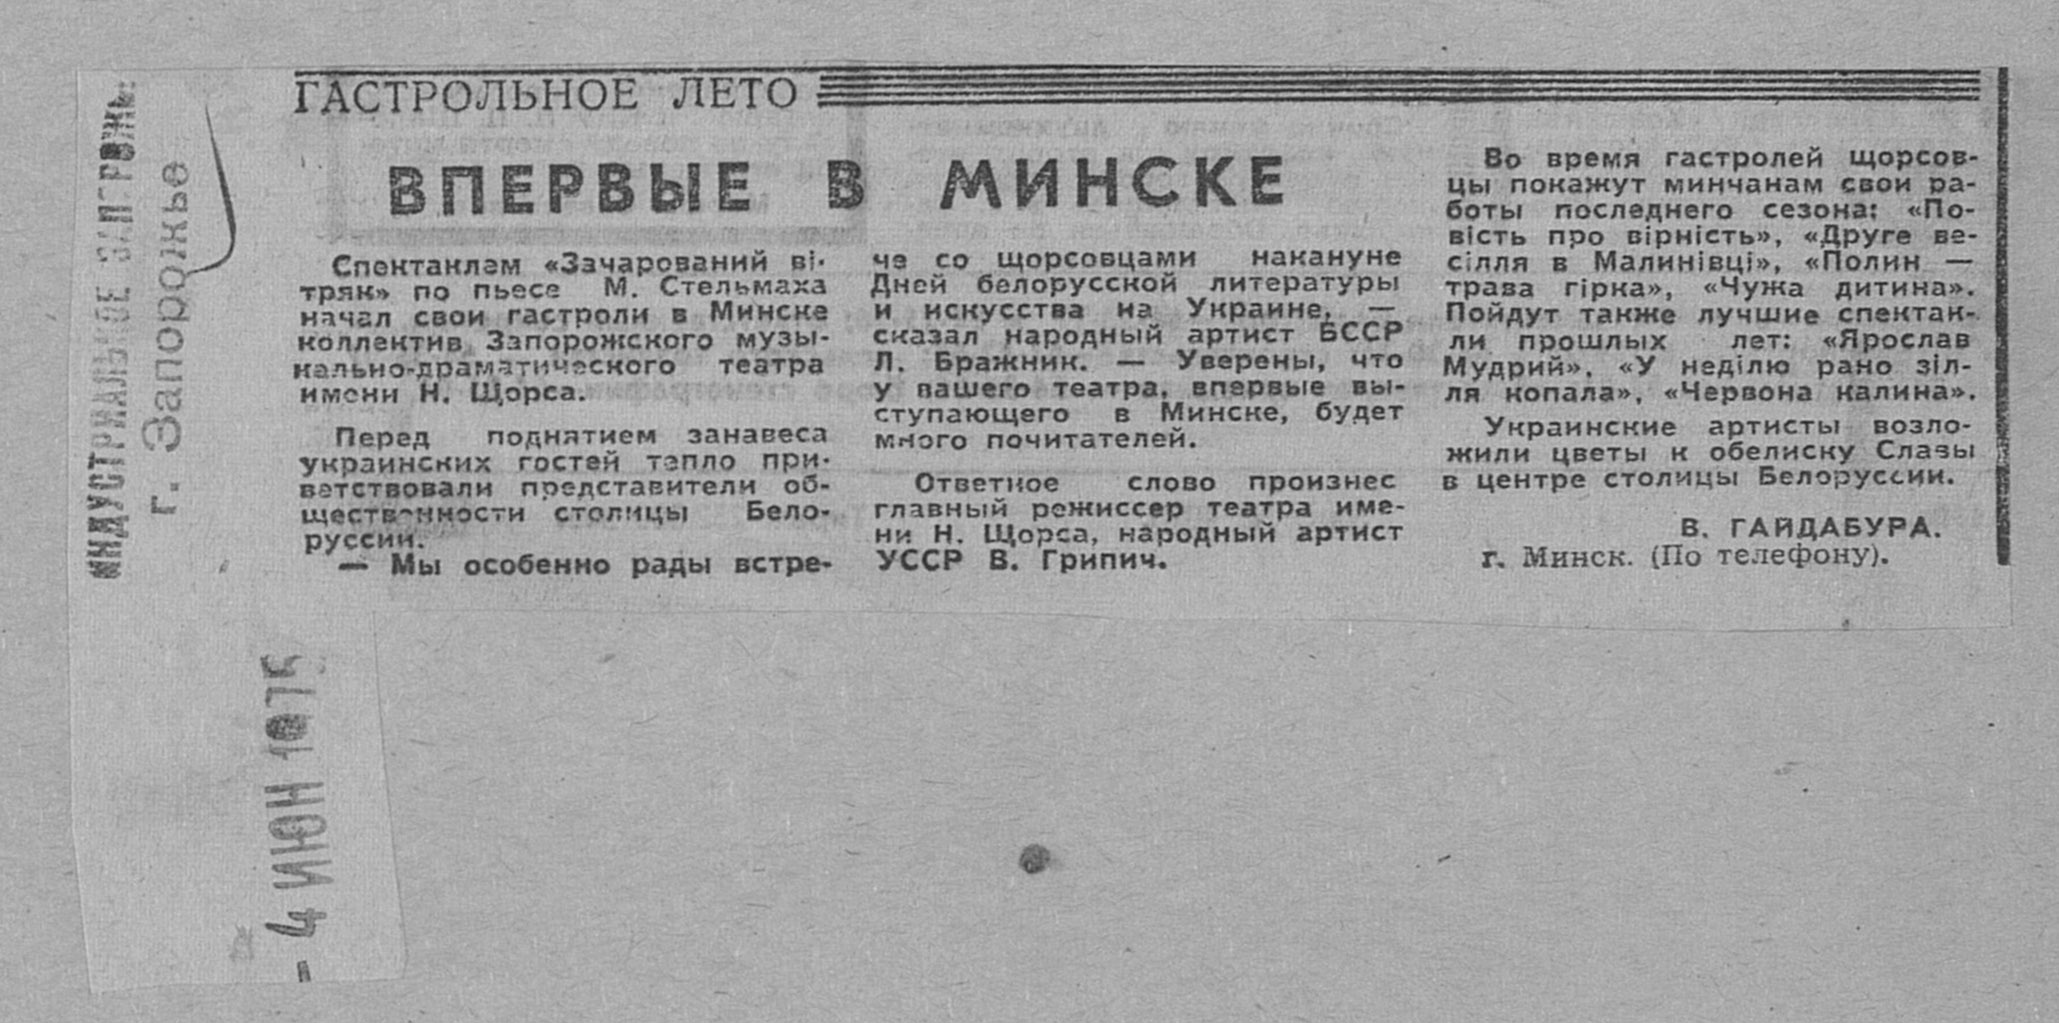 ИНДУСТРИАЛЬНОЕ
г. Запорожье
- 4 ИЮН 1975
ГАСТРОЛЬНОЕ ЛЕТО
ВПЕРВЫЕ В МИНСКЕ
Спектаклем «Зачарований ві-
тряк» по пьесе М. Стельмаха
начал свои гастроли в Минске
коллектив Запорожского музы-
кально-драматического театра
имени Н. Щорса.
Перед поднятием занавеса
украинских гостей тепло при-
ветствовали представители об-
щественности столицы Бело-
руссии.
— Мы особенно рады встре-
че со щорсовцами накануне
Дней белорусской литературы
и искусства на Украине, —
сказал народный артист БССР
Л. Бражник. — Уверены, что
у вашего театра, впервые вы-
ступающего в Минске, будет
много почитателей.
Ответное слово произнес
главный режиссер театра име-
ни Н. Щорса, народный артист
УССР В. Грипич.
Во время гастролей щорсов-
цы покажут минчанам свои ра-
боты последнего сезона: «По-
вість про вірність», «Друге ве-
сілля в Малинівці», «Полин —
трава гірка», «Чужа дитина».
Пойдут также лучшие спектак-
ли прошлых лет: «Ярослав
Мудрий», «У неділю рано зіл-
ля копала», «Червона калина».
Украинские артисты возло-
жили цветы к обелиску Славы
в центре столицы Белоруссии.
В. ГАЙДАБУРА.
г. Минск. (По телефону).